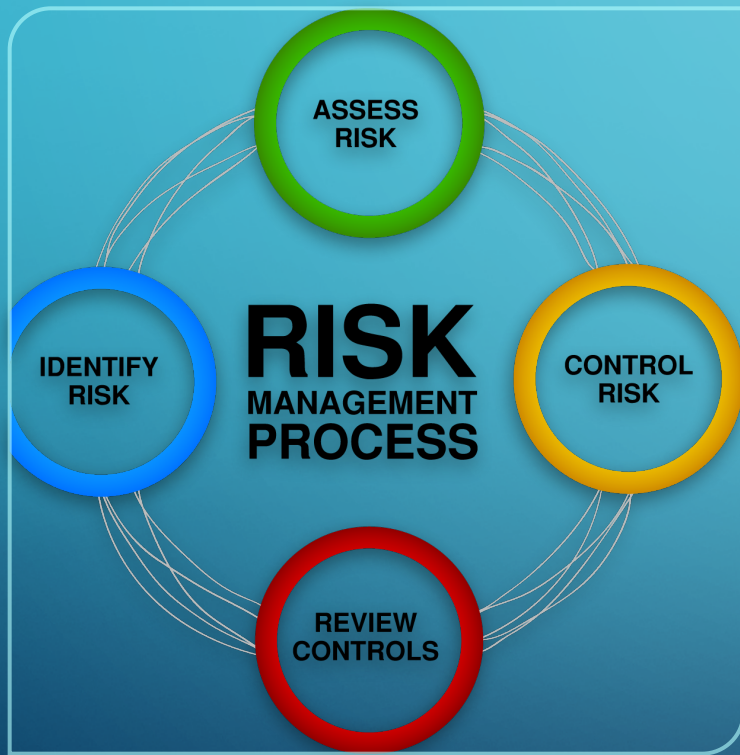 ASSESS
RISK
IDENTIFY
RISK
RISK
MANAGEMENT
PROCESS
CONTROL
RISK
REVIEW
CONTROLS